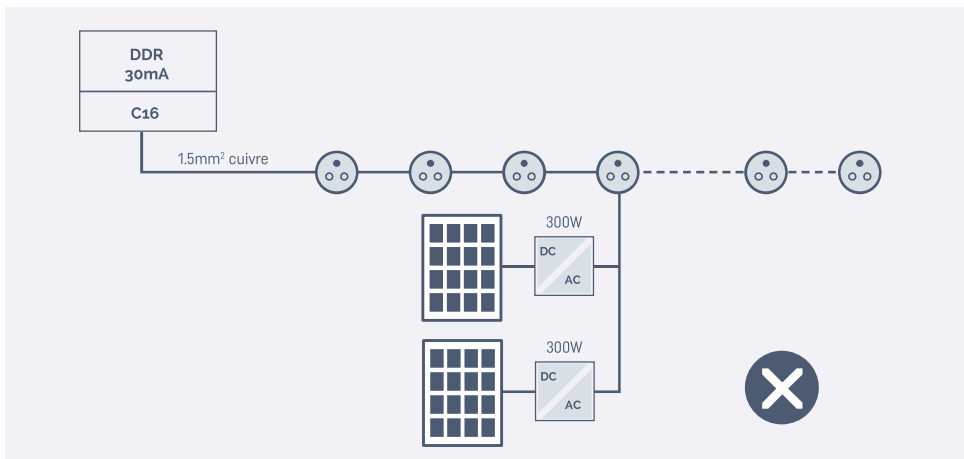 DDR
30mA
C16
1.5mm² cuivre
300W
DC
AC
300W
DC
AC